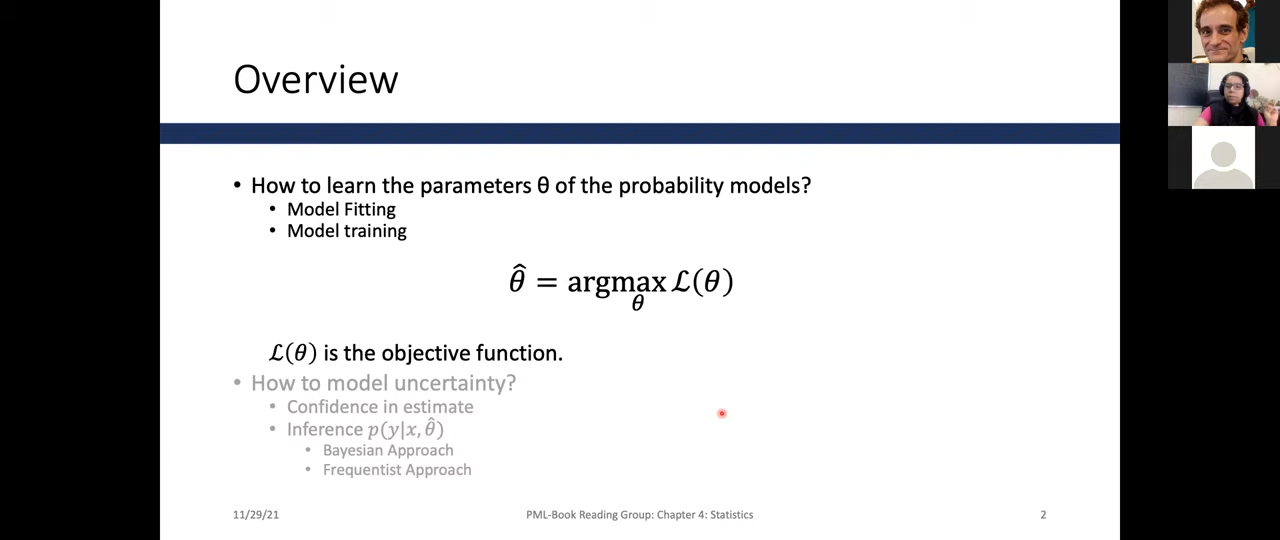 Overview
• How to learn the parameters θ of the probability models?
• Model Fitting
• Model training
θ̂ = argmax ℒ(θ)
θ
ℒ(θ) is the objective function.
• How to model uncertainty?
• Confidence in estimate
• Inference p(y|x, θ̂)
• Bayesian Approach
• Frequentist Approach
11/29/21 PML-Book Reading Group: Chapter 4: Statistics 2